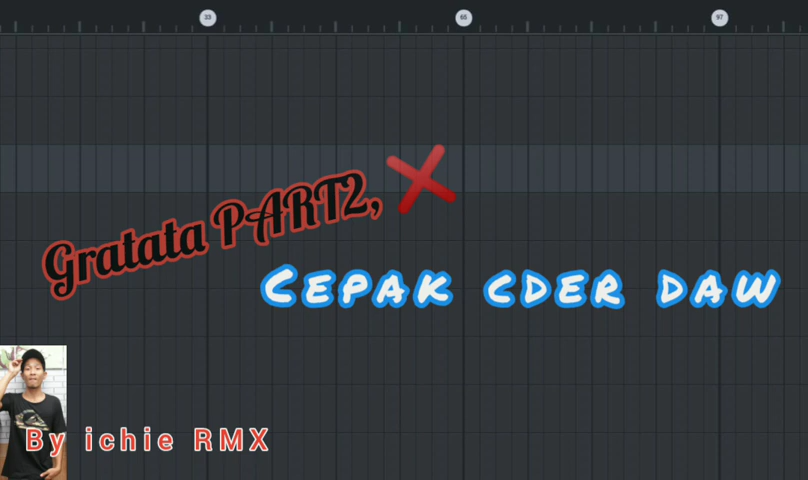 33 65 97
Gratata PART2, ❌
Cepak cder daw
By ichie RMX